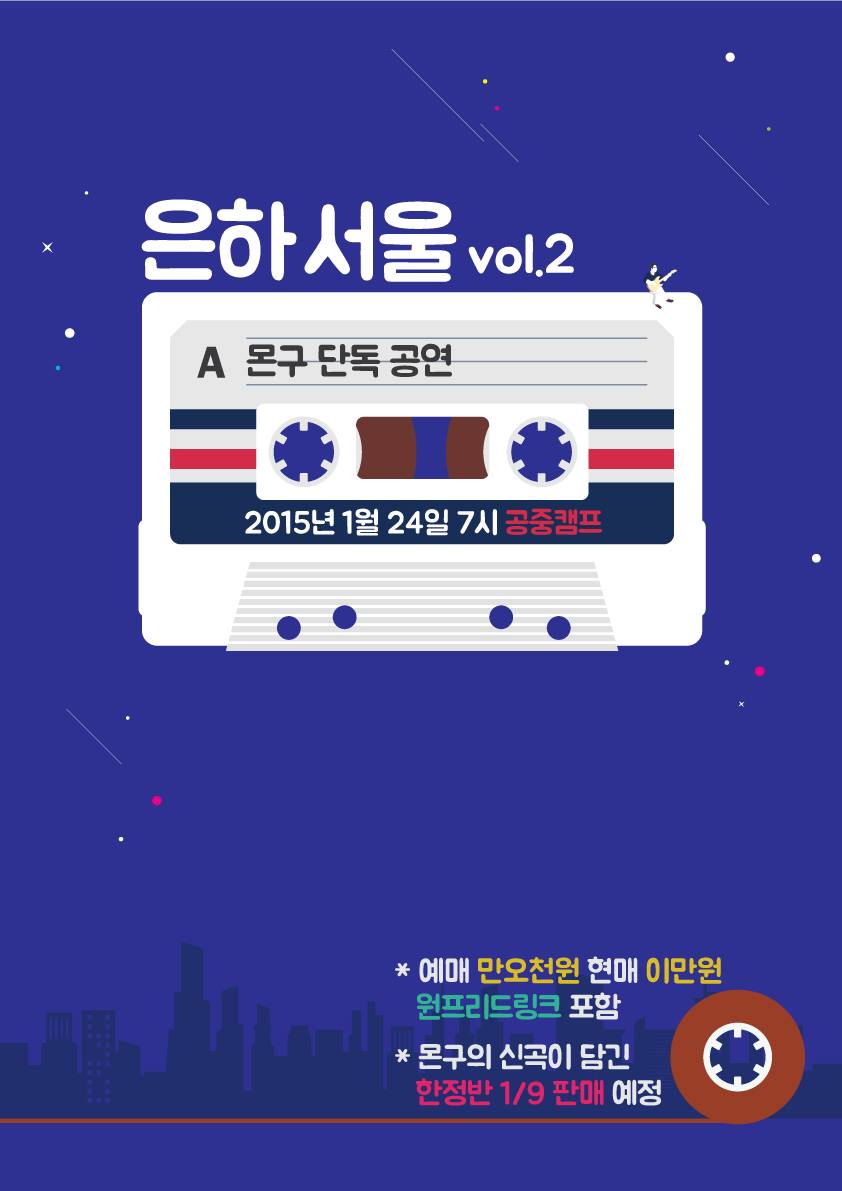 은하서울 vol.2
A 몬구 단독 공연
2015년 1월 24일 7시 공중캠프
* 예매 만오천원 현매 이만원
원프리드링크 포함
* 몬구의 신곡이 담긴
한정반 1/9 판매 예정